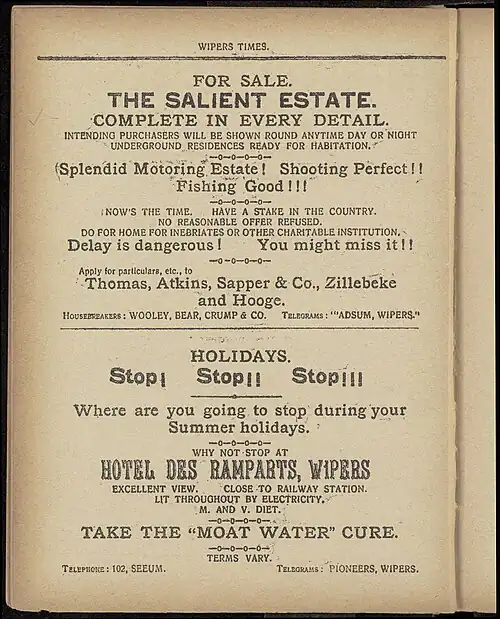 WIPERS TIMES.
FOR SALE.
THE SALIENT ESTATE.
COMPLETE IN EVERY DETAIL.
INTENDING PURCHASERS WILL BE SHOWN ROUND ANYTIME DAY OR NIGHT
UNDERGROUND RESIDENCES READY FOR HABITATION.
—o—o—o—o—
Splendid Motoring Estate! Shooting Perfect!!
Fishing Good!!!
—o—o—o—o—
NOW'S THE TIME. HAVE A STAKE IN THE COUNTRY.
NO REASONABLE OFFER REFUSED.
DO FOR HOME FOR INEBRIATES OR OTHER CHARITABLE INSTITUTION.
Delay is dangerous! You might miss it!!
—o—o—o—o—
Apply for particulars, etc., to
Thomas, Atkins, Sapper & Co., Zillebeke
and Hooge.
HOUSEBREAKERS: WOOLEY, BEAR, CRUMP & CO. TELEGRAMS: "'ADSUM, WIPERS."
HOLIDAYS.
Stop! Stop!! Stop!!!
Where are you going to stop during your
Summer holidays.
—o—o—o—o—
WHY NOT STOP AT
HOTEL DES RAMPARTS, WIPERS
EXCELLENT VIEW. CLOSE TO RAILWAY STATION.
LIT THROUGHOUT BY ELECTRICITY.
M. AND V. DIET.
—o—o—o—o—
TAKE THE "MOAT WATER" CURE.
—o—o—o—o—
TERMS VARY.
TELEPHONE: 102, SEEUM. TELEGRAMS: PIONEERS, WIPERS.